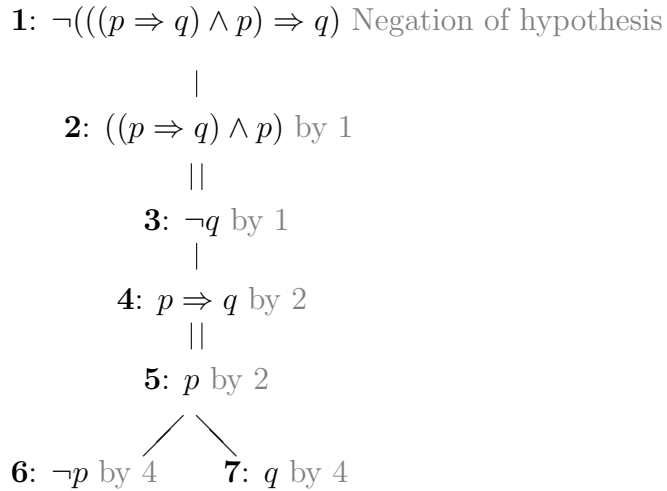 1: ¬(((p ⇒ q) ∧ p) ⇒ q) Negation of hypothesis
2: ((p ⇒ q) ∧ p) by 1
3: ¬q by 1
4: p ⇒ q by 2
5: p by 2
6: ¬p by 4 7: q by 4